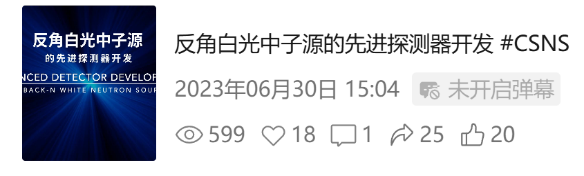 反角白光中子源
的先进探测器开发
NCED DETECTOR DEVELOP
BACK-N WHITE NEUTRON SOUR
反角白光中子源的先进探测器开发 #CSNS
2023年06月30日 15:04 未开启弹幕
599 18 1 25 20